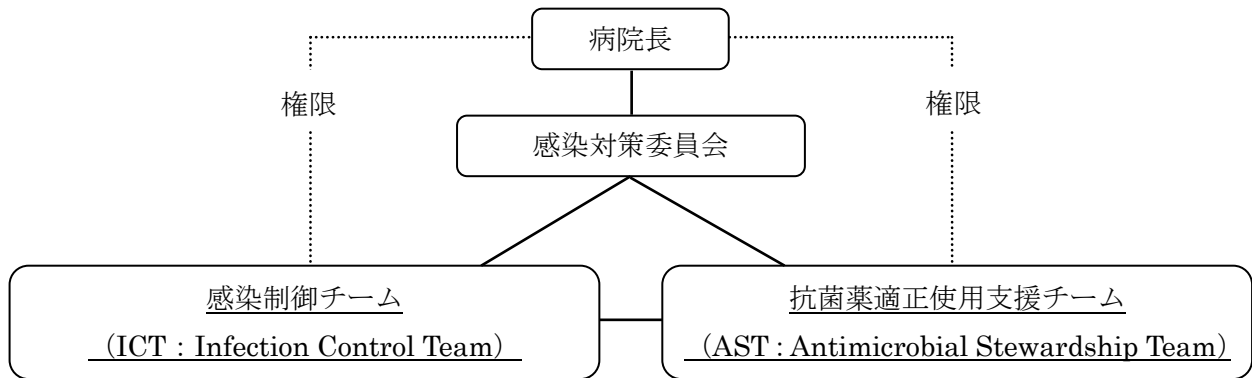 病院長
権限
権限
感染対策委員会
感染制御チーム
（ICT：Infection Control Team）
抗菌薬適正使用支援チーム
（AST：Antimicrobial Stewardship Team）